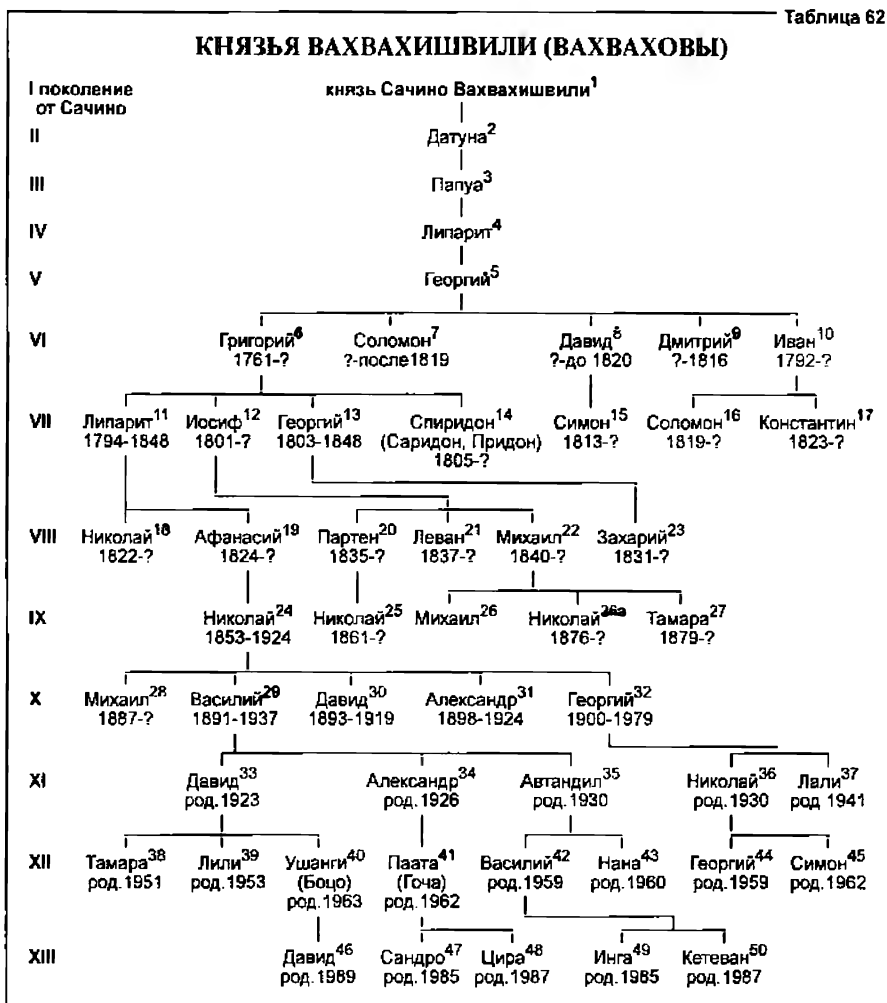 Таблица 62
КНЯЗЬЯ ВАХВАХИШВИЛИ (ВАХВАХОВЫ)
I поколение князь Сачино Вахвахишвили1
от Сачино
II Датуна2
III Папуа3
IV Липарит4
V Георгий5
VI Григорий6 Соломон7 Давид8 Дмитрий9 Иван10
1761-? ?-после1819 ?-до 1820 ?-1816 1792-?
VII Липарит11 Иосиф12 Георгий13 Спиридон14 Симон15 Соломон16 Константин17
1794-1848 1801-? 1803-1848 (Саридон, Придон) 1813-? 1819-? 1823-?
1805-?
VIII Николай18 Афанасий19 Партен20 Леван21 Михаил22 Захарий23
1822-? 1824-? 1835-? 1837-? 1840-? 1831-?
IX Николай24 Николай25 Михаил26 Николай26а Тамара27
1853-1924 1861-? 1876-? 1879-?
X Михаил28 Василий29 Давид30 Александр31 Георгий32
1887-? 1891-1937 1893-1919 1898-1924 1900-1979
XI Давид33 Александр34 Автандил35 Николай36 Лали37
род.1923 род.1926 род.1930 род.1930 род 1941
XII Тамара38 Лили39 Ушанги40 Паата41 Василий42 Нана43 Георгий44 Симон45
род.1951 род.1953 (Боцо) (Гоча) род.1959 род.1960 род.1959 род.1962
род.1963 род.1962
XIII Давид46 Сандро47 Цира48 Инга49 Кетеван50
род.1989 род.1985 род.1987 род.1985 род.1987